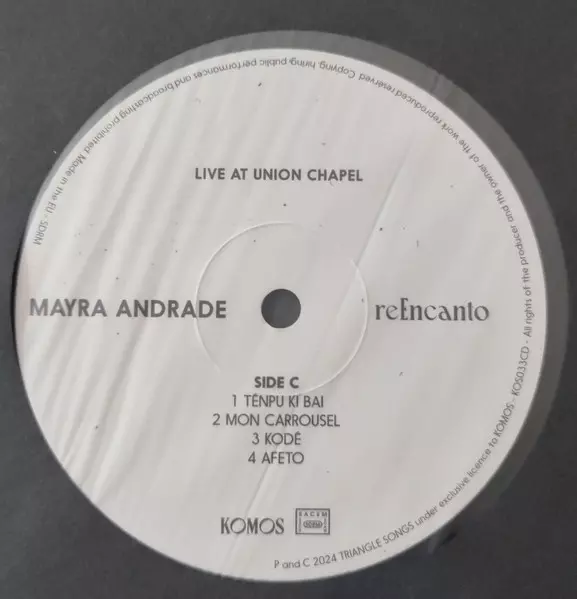 LIVE AT UNION CHAPEL
MAYRA ANDRADE
reEncanto
SIDE C
1 TÉNPU KI BAI
2 MON CARROUSEL
3 KODÉ
4 AFETO
KOMOS
SACEM
P and C 2024 TRIANGLE SONGS under exclusive licence to KOMOS - KOS033CD - All rights of the producer and the owner of the work reproduced reserved. Copying, hiring, public performances and broadcasting prohibited Made in the EU - SDRM